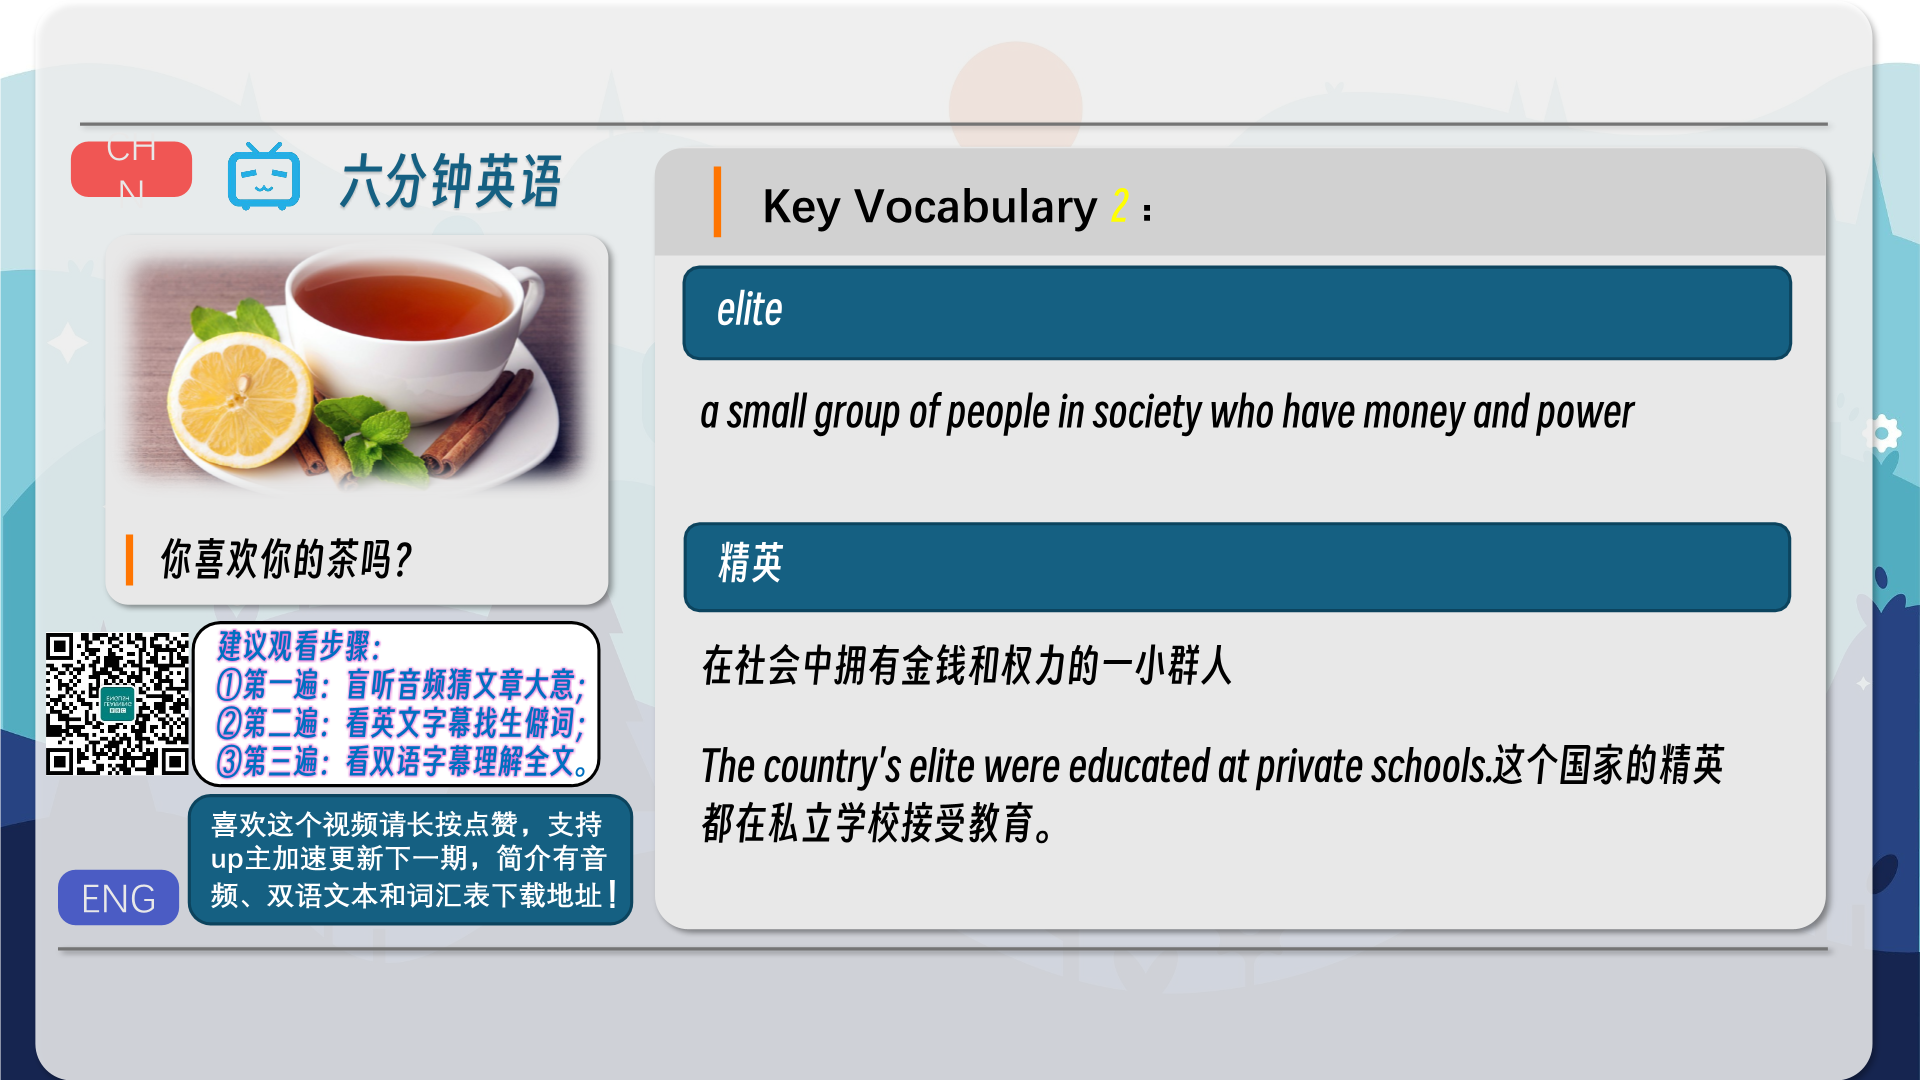 CH
N
六分钟英语
你喜欢你的茶吗?
建议观看步骤:
①第一遍：盲听音频猜文章大意;
②第二遍：看英文字幕找生僻词;
③第三遍：看双语字幕理解全文。
喜欢这个视频请长按点赞，支持
up主加速更新下一期，简介有音
频、双语文本和词汇表下载地址！
ENG
Key Vocabulary 2：
elite
a small group of people in society who have money and power
精英
在社会中拥有金钱和权力的一小群人
The country's elite were educated at private schools.这个国家的精英
都在私立学校接受教育。